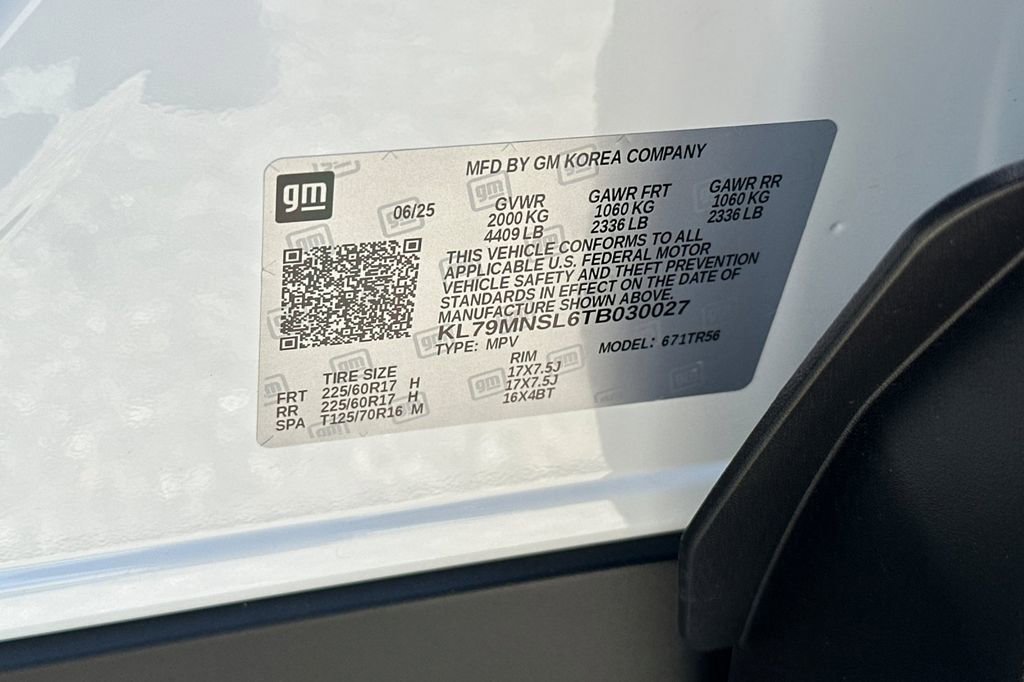 MFD BY GM KOREA COMPANY
gm
06/25
GVWR
2000 KG
4409 LB
GAWR FRT
1060 KG
2336 LB
GAWR RR
1060 KG
2336 LB
THIS VEHICLE CONFORMS TO ALL
APPLICABLE U.S. FEDERAL MOTOR
VEHICLE SAFETY AND THEFT PREVENTION
STANDARDS IN EFFECT ON THE DATE OF
MANUFACTURE SHOWN ABOVE.
KL79MNSL6TB030027
TYPE: MPV
MODEL: 671TR56
TIRE SIZE
RIM
FRT 225/60R17 H 17X7.5J
RR 225/60R17 H 17X7.5J
SPA T125/70R16 M 16X4BT